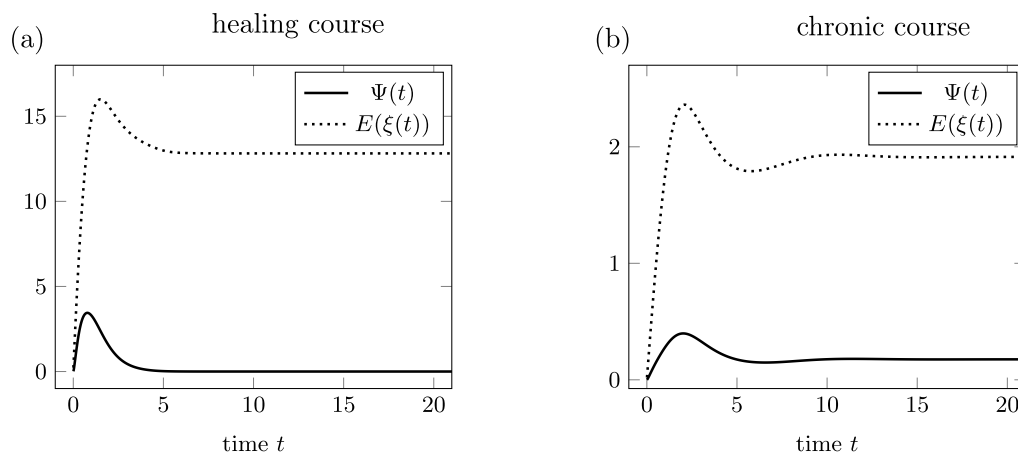 (a)
healing course
Ψ(t)
E(ξ(t))
15
10
5
0
0 5 10 15 20
time t
(b)
chronic course
Ψ(t)
E(ξ(t))
2
1
0
0 5 10 15 20
time t